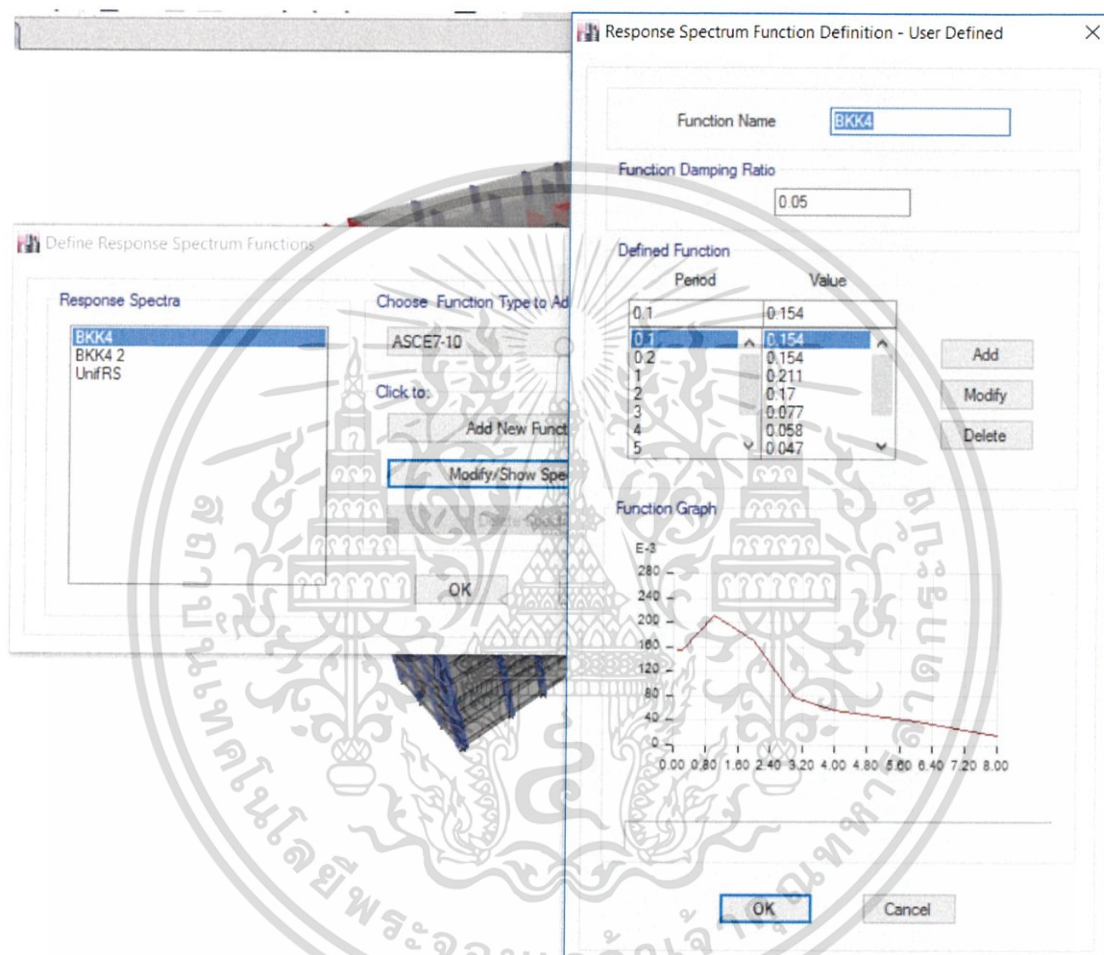 Response Spectrum Function Definition - User Defined
Function Name
BKK4
Function Damping Ratio
0.05
Defined Function
Period Value
0.1 0.154
0.1 0.154
0.2 0.154
1 0.211
2 0.17
3 0.077
4 0.058
5 0.047
Add
Modify
Delete
Function Graph
E-3
280
240
200
160
120
80
40
0
0.00 0.80 1.60 2.40 3.20 4.00 4.80 5.60 6.40 7.20 8.00
OK Cancel
Define Response Spectrum Functions
Response Spectra
BKK4
BKK4 2
UnifRS
Choose Function Type to Ad
ASCE7-10
Click to:
Add New Funct
Modify/Show Spe
Delete Spect
OK